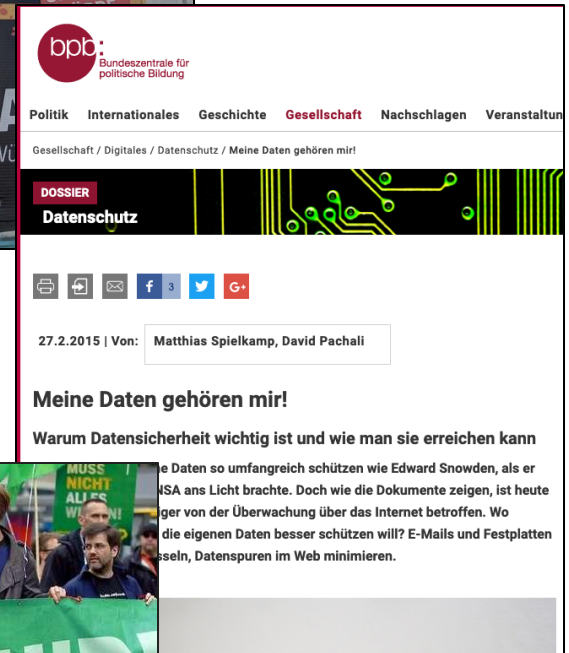 bpb:
Bundeszentrale für
politische Bildung
Politik Internationales Geschichte Gesellschaft Nachschlagen
Gesellschaft / Digitales / Datenschutz / Meine Daten gehören mir!
DOSSIER
Datenschutz
f 3 G+
27.2.2015 | Von: Matthias Spielkamp, David Pachali
Meine Daten gehören mir!
Warum Datensicherheit wichtig ist und wie man sie erreichen kann
Daten so umfangreich schützen wie Edward Snowden, als er
NSA ans Licht brachte. Doch wie die Dokumente zeigen, ist heute
von der Überwachung über das Internet betroffen. Wo
die eigenen Daten besser schützen will? E-Mails und Festplatten
Datenspuren im Web minimieren.
MUSS
NICHT
ALLES